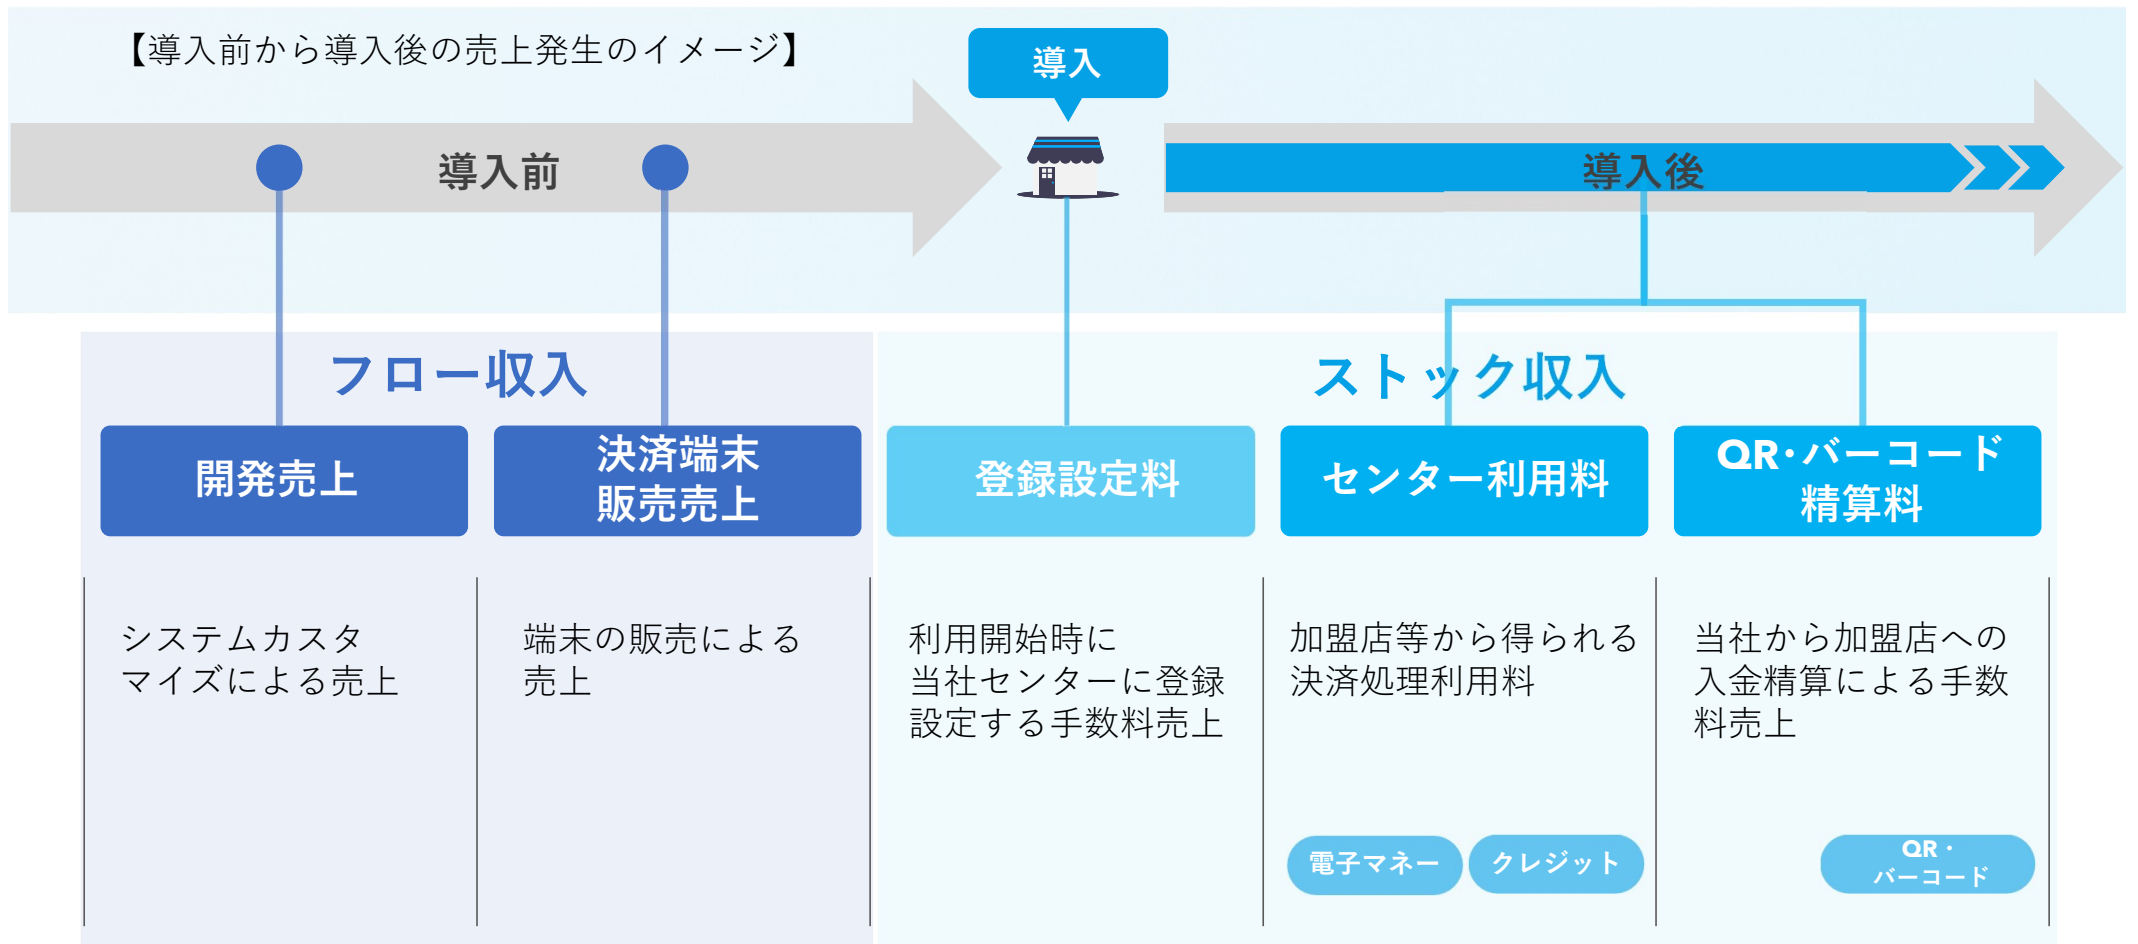 【導入前から導入後の売上発生のイメージ】
導入
導入前
導入後
フロー収入
ストック収入
開発売上
決済端末
販売売上
登録設定料
センター利用料
QR・バーコード
精算料
システムカスタ
マイズによる売上
端末の販売による
売上
利用開始時に
当社センターに登録
設定する手数料売上
加盟店等から得られる
決済処理利用料
当社から加盟店への
入金精算による手数
料売上
電子マネー
クレジット
QR・
バーコード